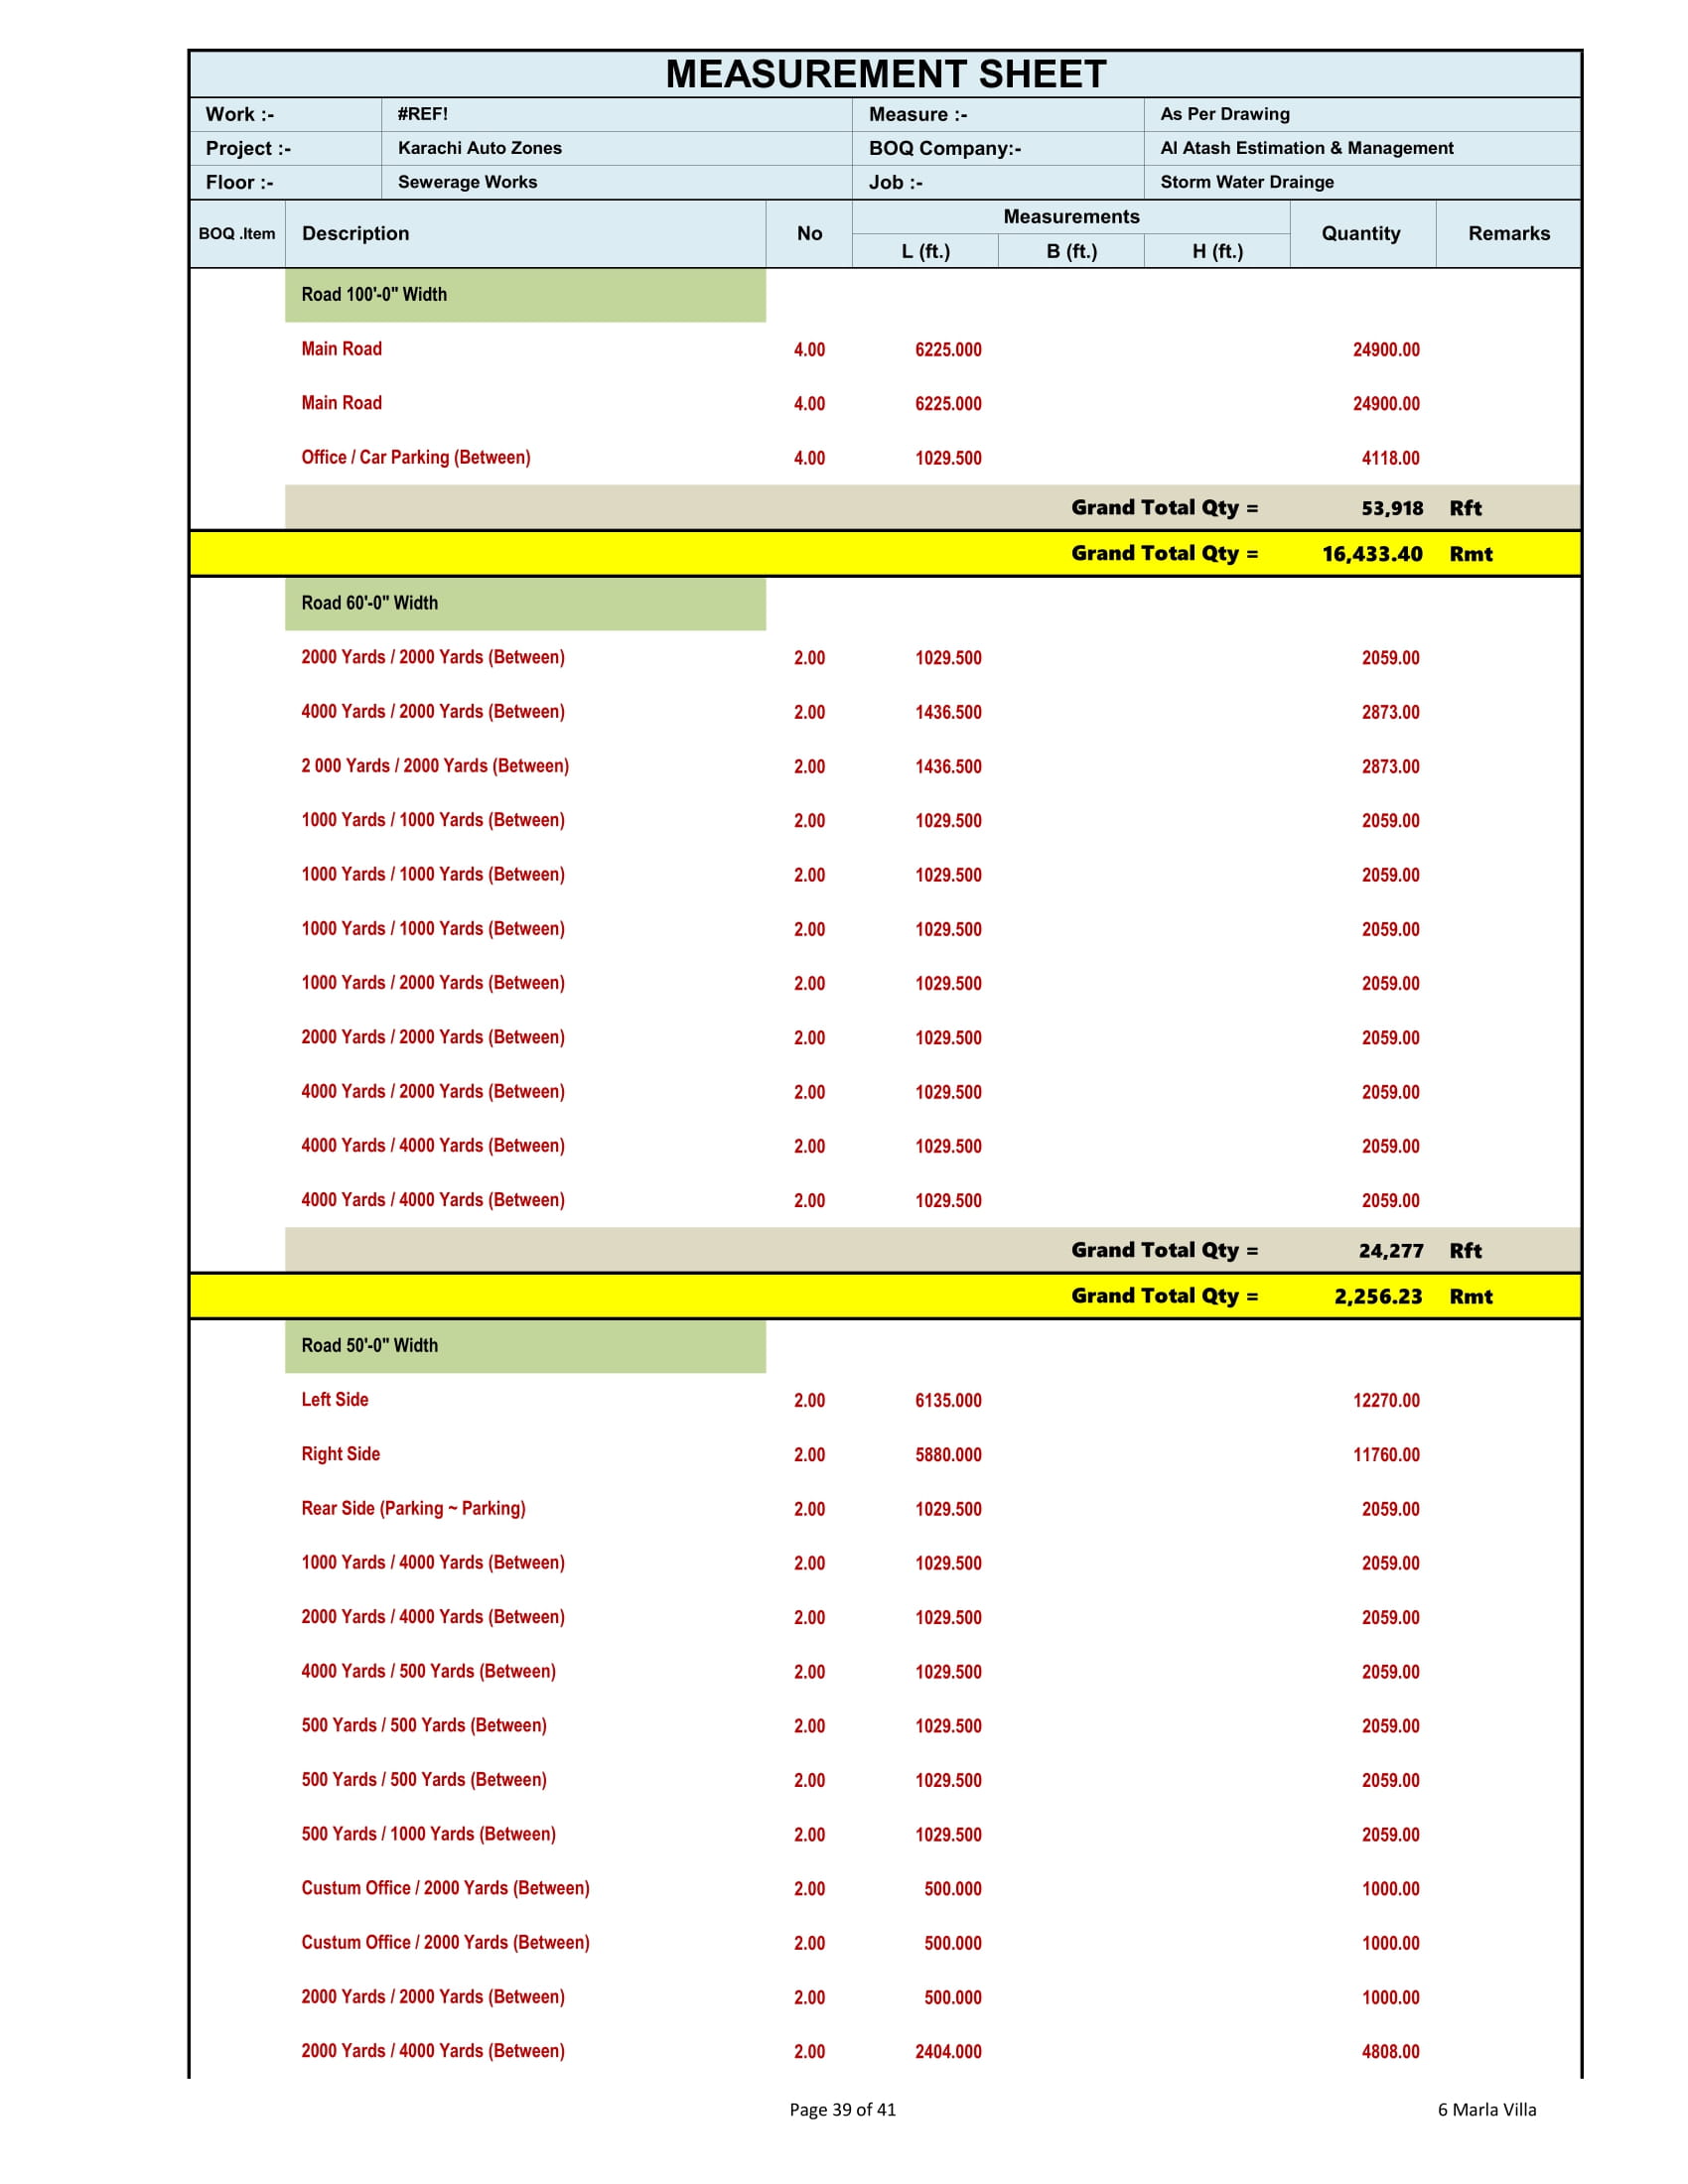 MEASUREMENT SHEET
Work :- #REF! Measure :- As Per Drawing
Project :- Karachi Auto Zones BOQ Company:- Al Atash Estimation & Management
Floor :- Sewerage Works Job :- Storm Water Drainge
BOQ .Item Description No Measurements Quantity Remarks
L (ft.) B (ft.) H (ft.)
Road 100'-0" Width
Main Road 4.00 6225.000 24900.00
Main Road 4.00 6225.000 24900.00
Office / Car Parking (Between) 4.00 1029.500 4118.00
Grand Total Qty = 53,918 Rft
Grand Total Qty = 16,433.40 Rmt
Road 60'-0" Width
2000 Yards / 2000 Yards (Between) 2.00 1029.500 2059.00
4000 Yards / 2000 Yards (Between) 2.00 1436.500 2873.00
2 000 Yards / 2000 Yards (Between) 2.00 1436.500 2873.00
1000 Yards / 1000 Yards (Between) 2.00 1029.500 2059.00
1000 Yards / 1000 Yards (Between) 2.00 1029.500 2059.00
1000 Yards / 1000 Yards (Between) 2.00 1029.500 2059.00
1000 Yards / 2000 Yards (Between) 2.00 1029.500 2059.00
2000 Yards / 2000 Yards (Between) 2.00 1029.500 2059.00
4000 Yards / 2000 Yards (Between) 2.00 1029.500 2059.00
4000 Yards / 4000 Yards (Between) 2.00 1029.500 2059.00
4000 Yards / 4000 Yards (Between) 2.00 1029.500 2059.00
Grand Total Qty = 24,277 Rft
Grand Total Qty = 2,256.23 Rmt
Road 50'-0" Width
Left Side 2.00 6135.000 12270.00
Right Side 2.00 5880.000 11760.00
Rear Side (Parking ~ Parking) 2.00 1029.500 2059.00
1000 Yards / 4000 Yards (Between) 2.00 1029.500 2059.00
2000 Yards / 4000 Yards (Between) 2.00 1029.500 2059.00
4000 Yards / 500 Yards (Between) 2.00 1029.500 2059.00
500 Yards / 500 Yards (Between) 2.00 1029.500 2059.00
500 Yards / 500 Yards (Between) 2.00 1029.500 2059.00
500 Yards / 1000 Yards (Between) 2.00 1029.500 2059.00
Custum Office / 2000 Yards (Between) 2.00 500.000 1000.00
Custum Office / 2000 Yards (Between) 2.00 500.000 1000.00
2000 Yards / 2000 Yards (Between) 2.00 500.000 1000.00
2000 Yards / 4000 Yards (Between) 2.00 2404.000 4808.00
Page 39 of 41 6 Marla Villa